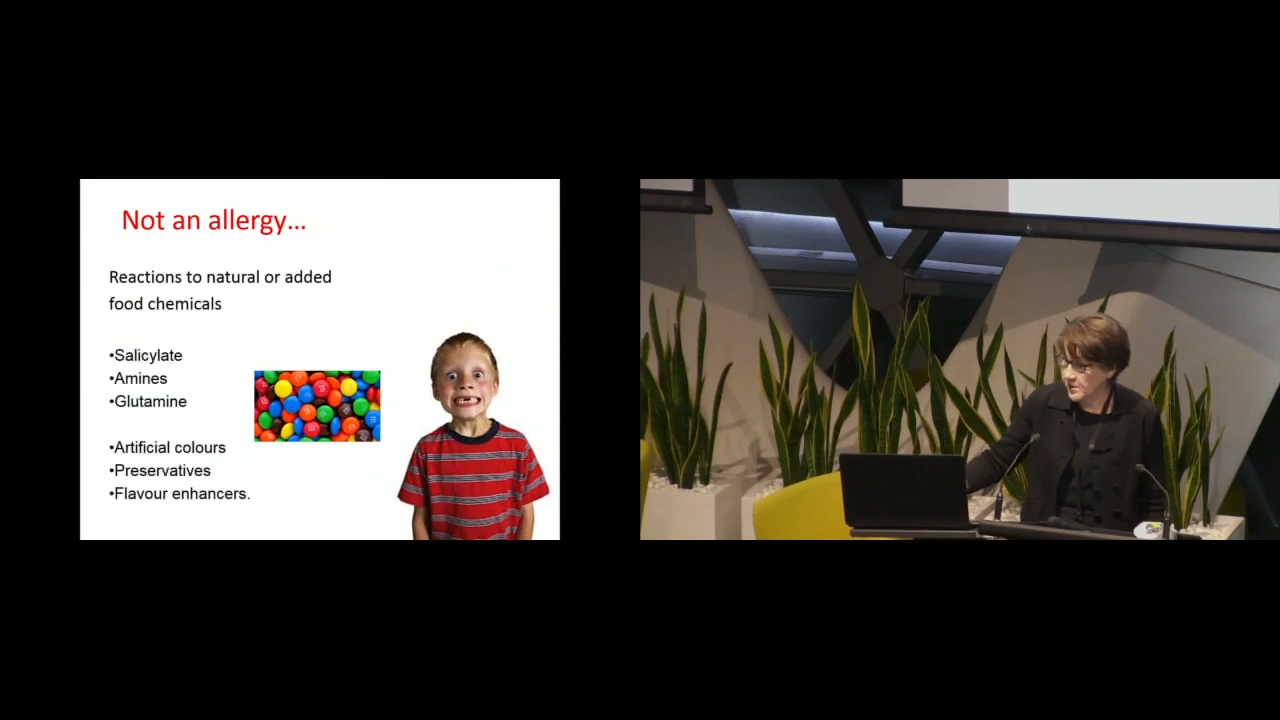 Not an allergy...
Reactions to natural or added
food chemicals
•Salicylate
•Amines
•Glutamine
•Artificial colours
•Preservatives
•Flavour enhancers.